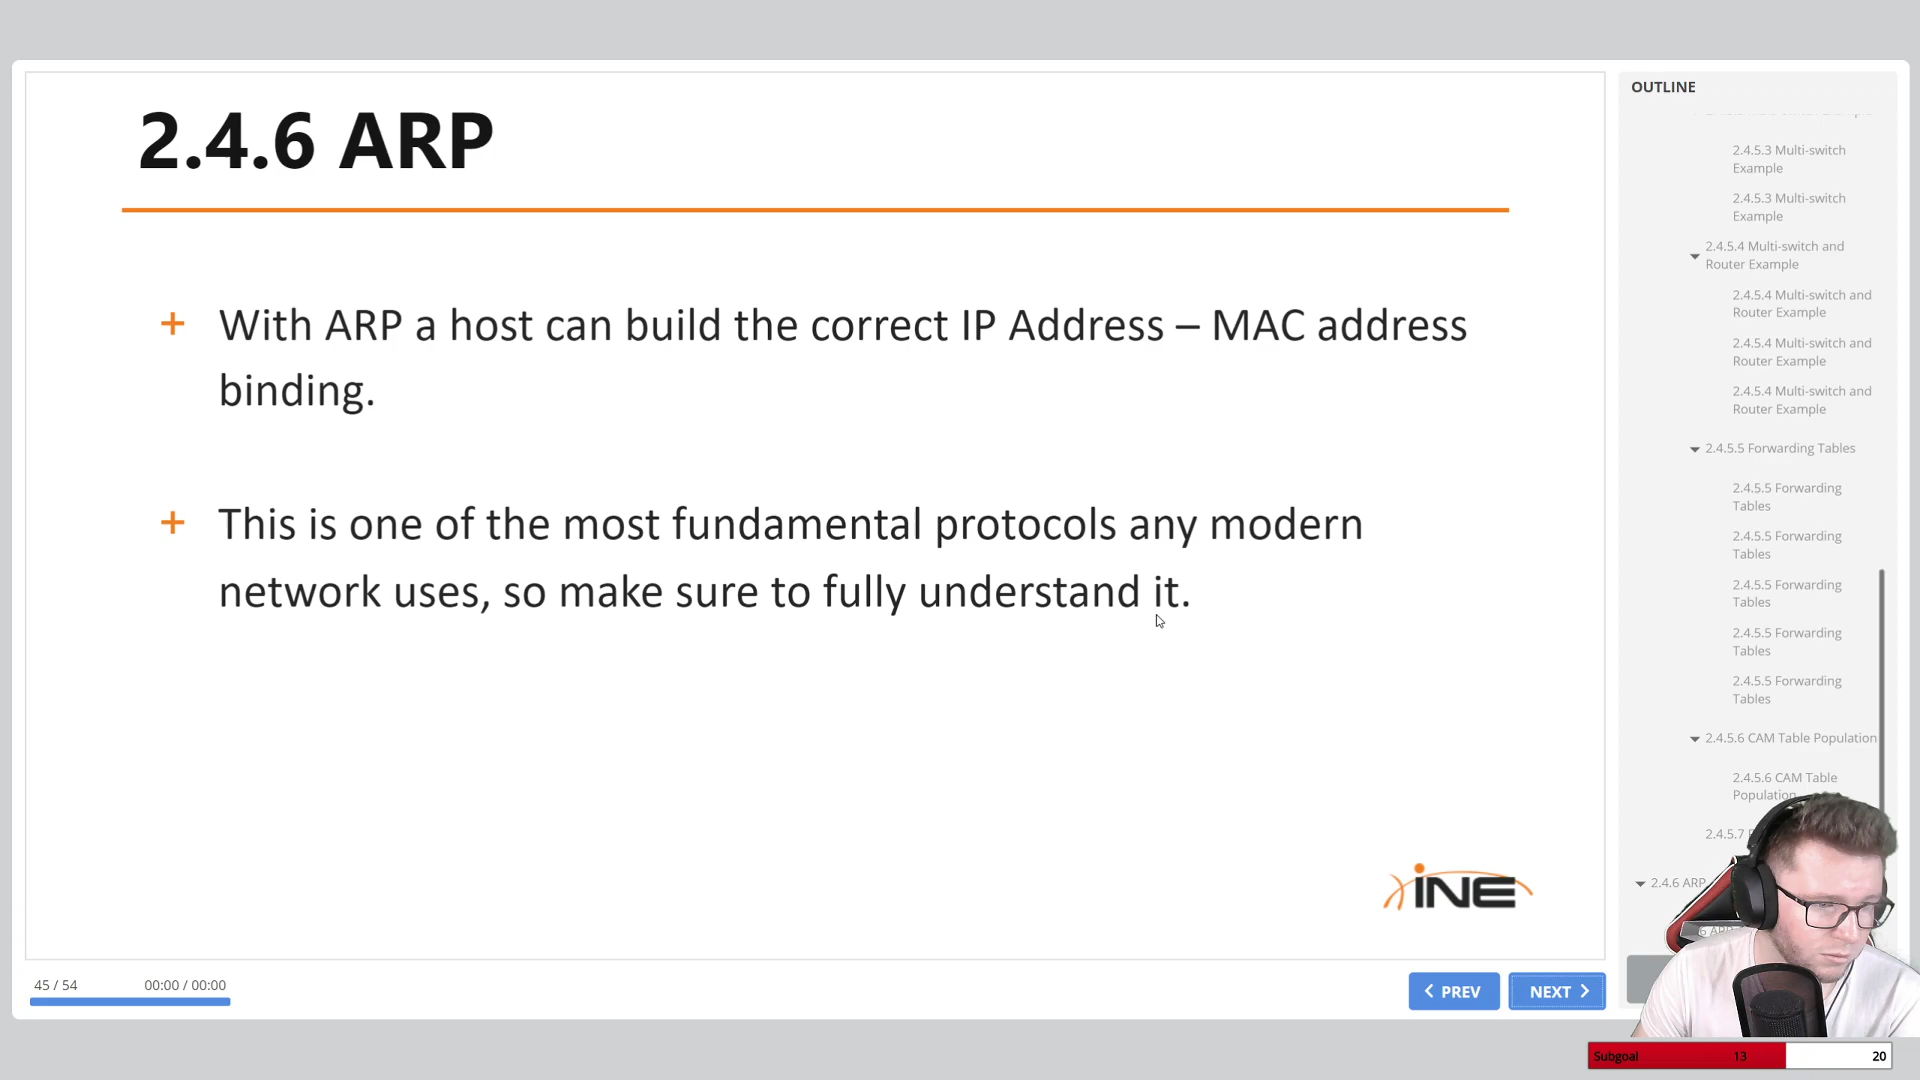 2.4.6 ARP
+ With ARP a host can build the correct IP Address – MAC address
binding.
+ This is one of the most fundamental protocols any modern
network uses, so make sure to fully understand it.
INE
45 / 54
00:00 / 00:00
PREV
NEXT
OUTLINE
2.4.5.3 Multi-switch
Example
2.4.5.3 Multi-switch
Example
2.4.5.4 Multi-switch and
Router Example
2.4.5.4 Multi-switch and
Router Example
2.4.5.4 Multi-switch and
Router Example
2.4.5.4 Multi-switch and
Router Example
2.4.5.5 Forwarding Tables
2.4.5.5 Forwarding
Tables
2.4.5.5 Forwarding
Tables
2.4.5.5 Forwarding
Tables
2.4.5.5 Forwarding
Tables
2.4.5.5 Forwarding
Tables
2.4.5.6 CAM Table Population
2.4.5.6 CAM Table
Population
2.4.5.7
2.4.6 ARP
Subgoal 13 20